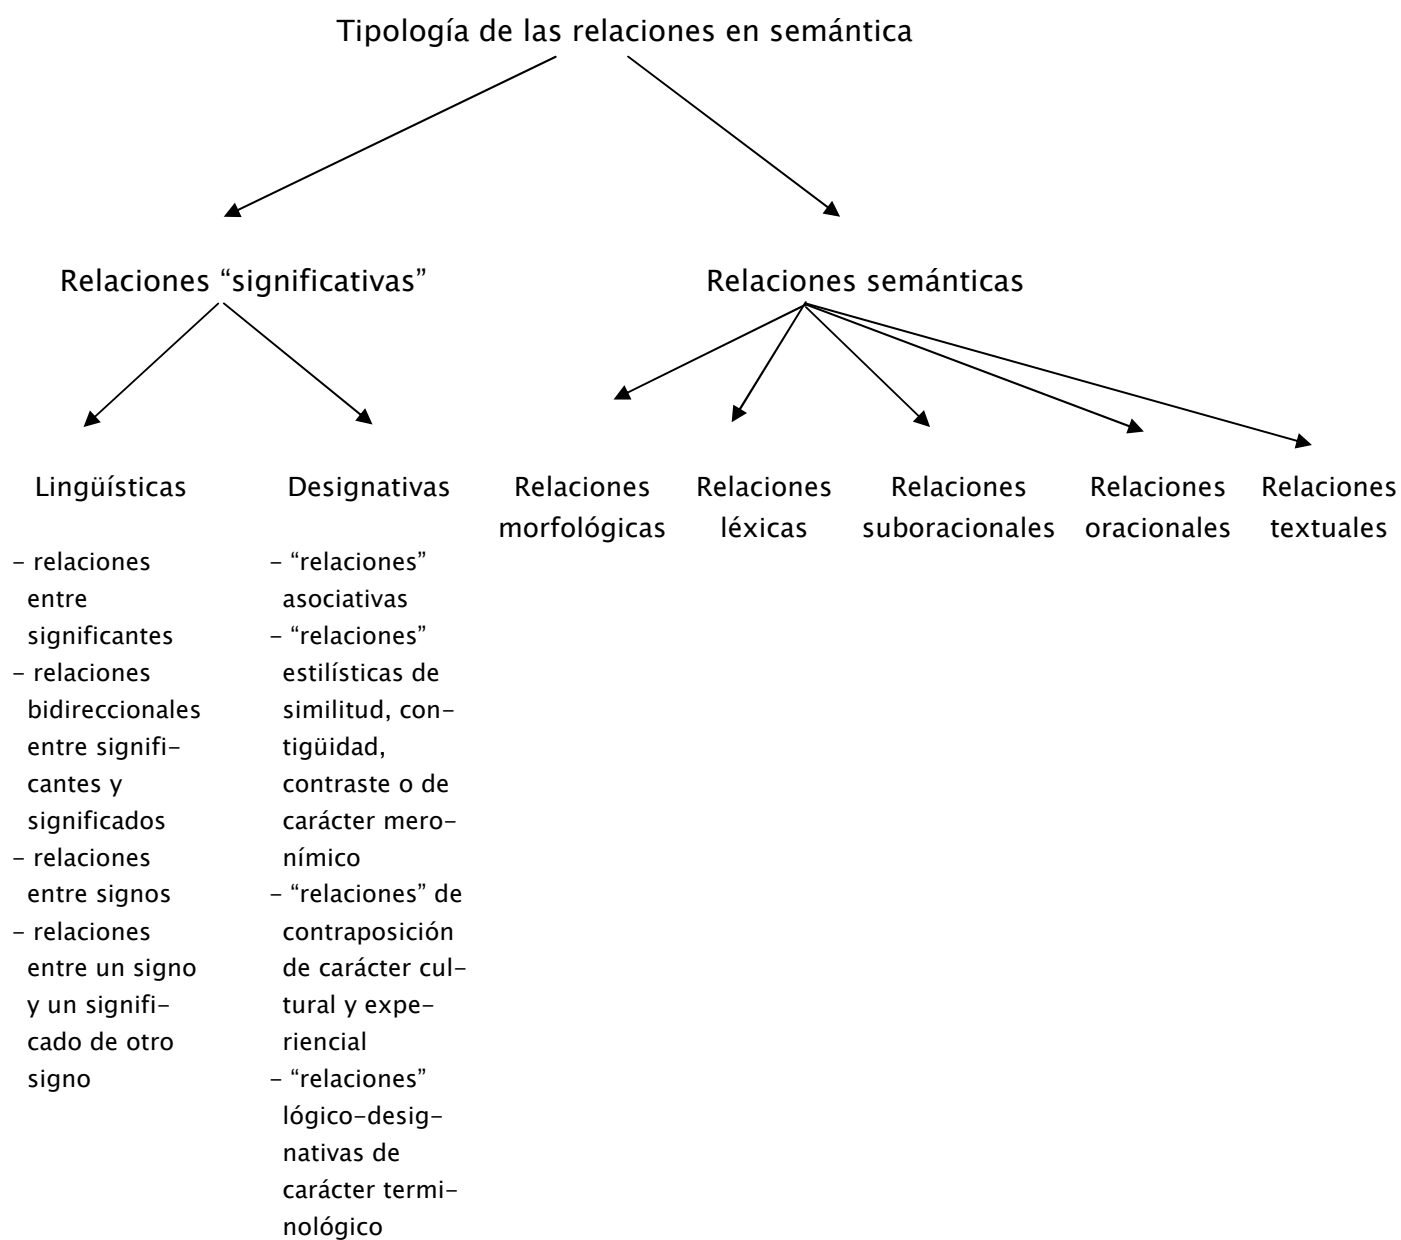 Tipología de las relaciones en semántica
Relaciones “significativas”
Relaciones semánticas
Lingüísticas
– relaciones
entre
significantes
– relaciones
bidireccionales
entre signifi–
cantes y
significados
– relaciones
entre signos
– relaciones
entre un signo
y un signifi–
cado de otro
signo
Designativas
– “relaciones”
asociativas
– “relaciones”
estilísticas de
similitud, con–
tigüidad,
contraste o de
carácter mero–
nímico
– “relaciones” de
contraposición
de carácter cul–
tural y expe–
riencial
– “relaciones”
lógico–desig–
nativas de
carácter termi–
nológico
Relaciones
morfológicas
Relaciones
léxicas
Relaciones
suboracionales
Relaciones
oracionales
Relaciones
textuales